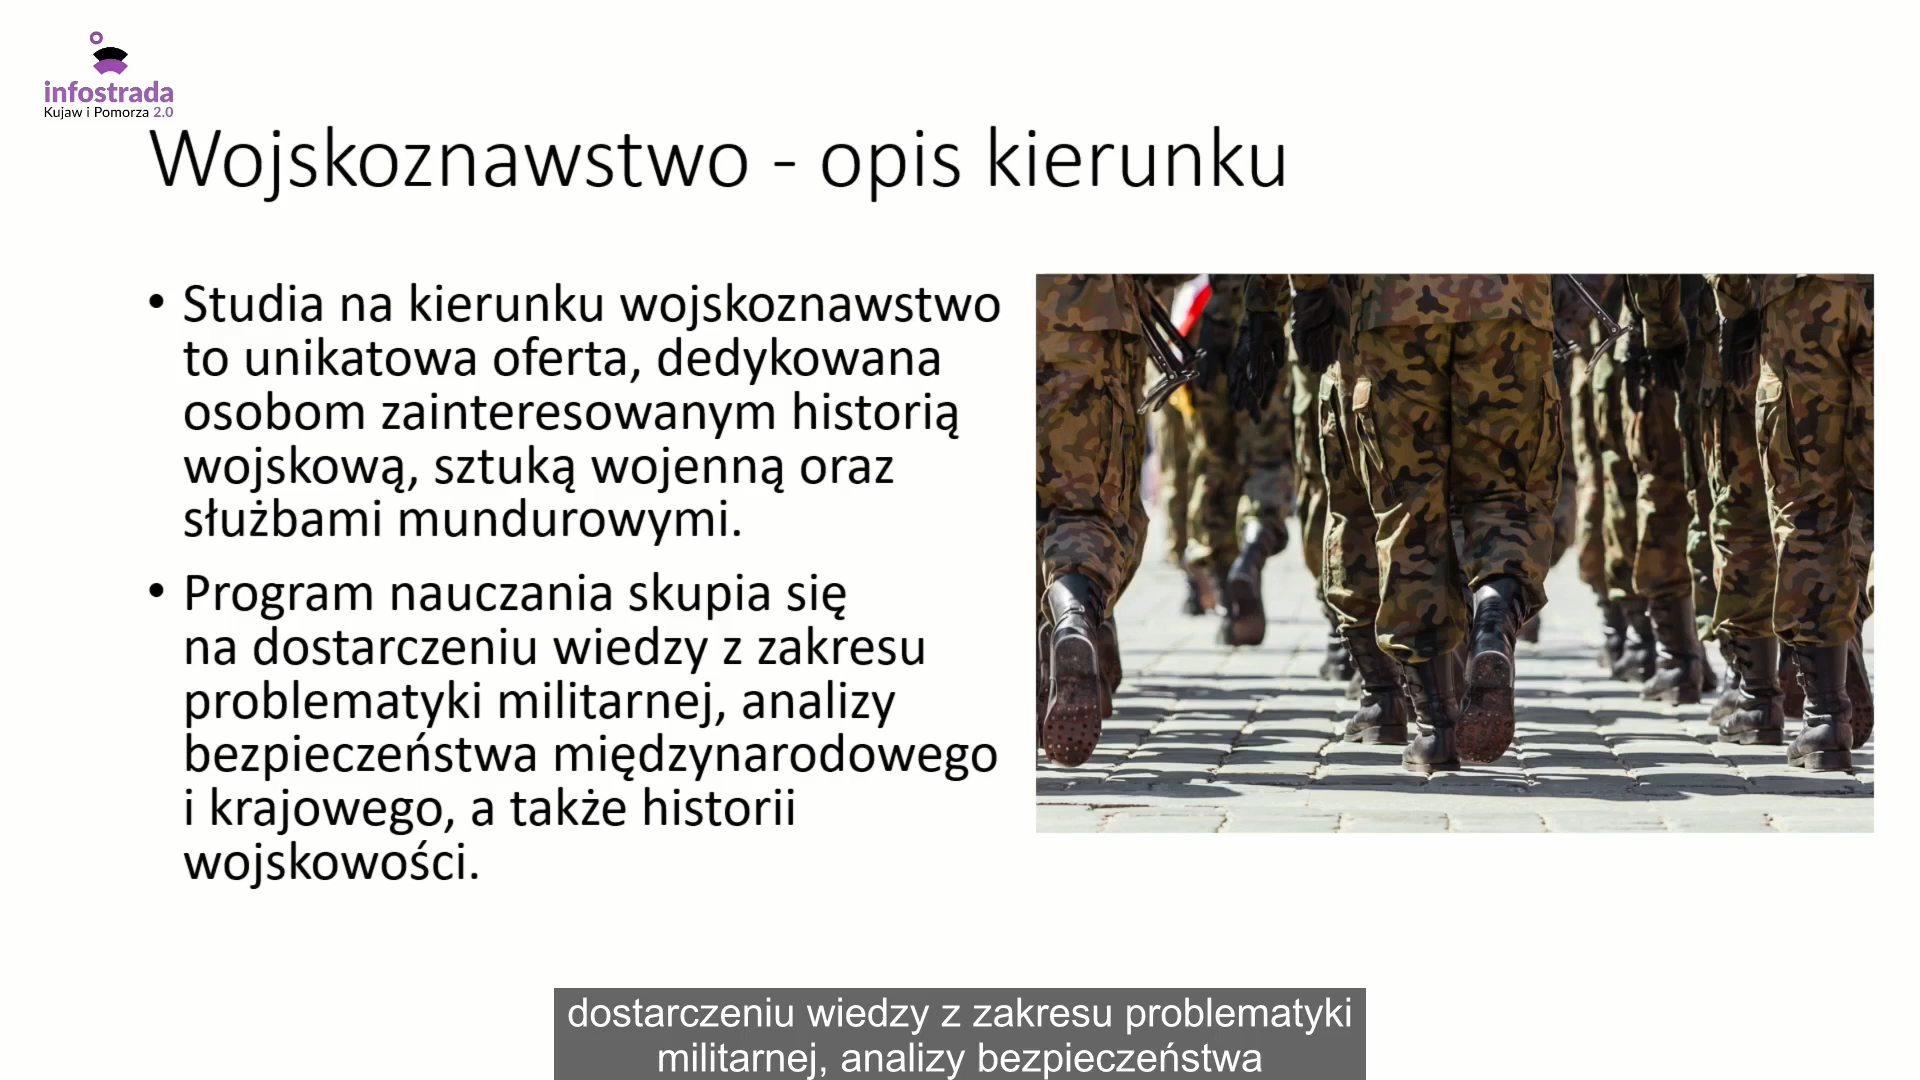 infostrada
Kujaw i Pomorza 2.0
Wojskoznawstwo - opis kierunku
• Studia na kierunku wojskoznawstwo
to unikatowa oferta, dedykowana
osobom zainteresowanym historią
wojskową, sztuką wojenną oraz
służbami mundurowymi.
• Program nauczania skupia się
na dostarczeniu wiedzy z zakresu
problematyki militarnej, analizy
bezpieczeństwa międzynarodowego
i krajowego, a także historii
wojskowości.
dostarczeniu wiedzy z zakresu problematyki
militarnej, analizy bezpieczeństwa